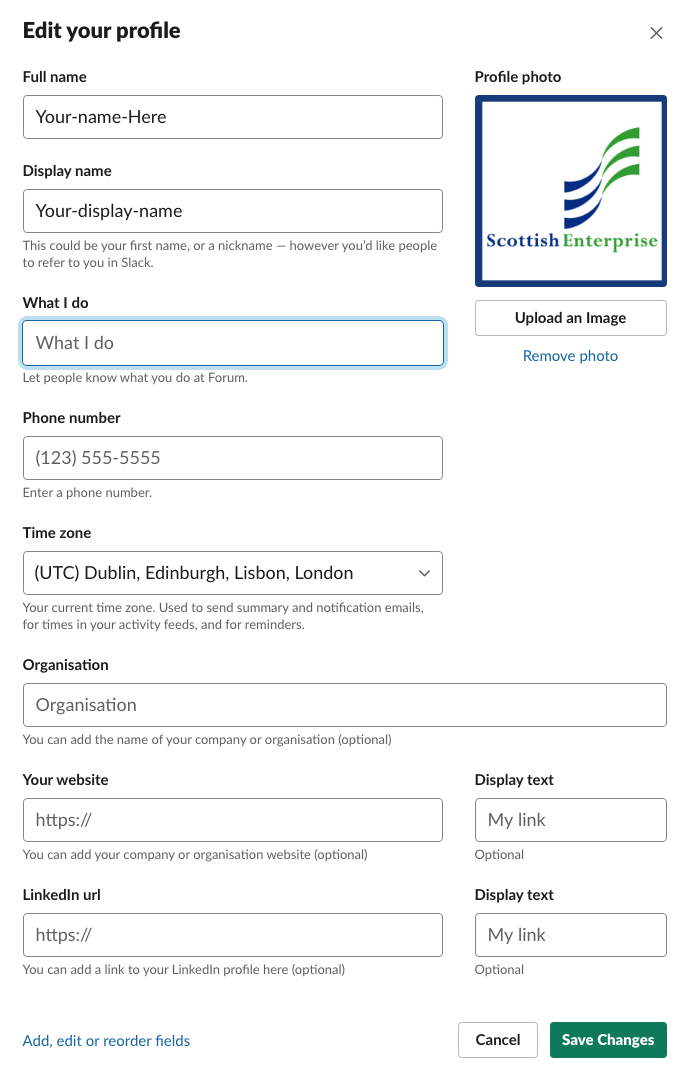 Edit your profile
Full name
Your-name-Here
Display name
Your-display-name
This could be your first name, or a nickname — however you’d like people
to refer to you in Slack.
What I do
What I do
Let people know what you do at Forum.
Phone number
(123) 555-5555
Enter a phone number.
Time zone
(UTC) Dublin, Edinburgh, Lisbon, London
Your current time zone. Used to send summary and notification emails,
for times in your activity feeds, and for reminders.
Profile photo
Scottish Enterprise
Upload an Image
Remove photo
Organisation
Organisation
You can add the name of your company or organisation (optional)
Your website
https://
You can add your company or organisation website (optional)
Display text
My link
Optional
LinkedIn url
https://
You can add a link to your LinkedIn profile here (optional)
Display text
My link
Optional
Add, edit or reorder fields
Cancel
Save Changes